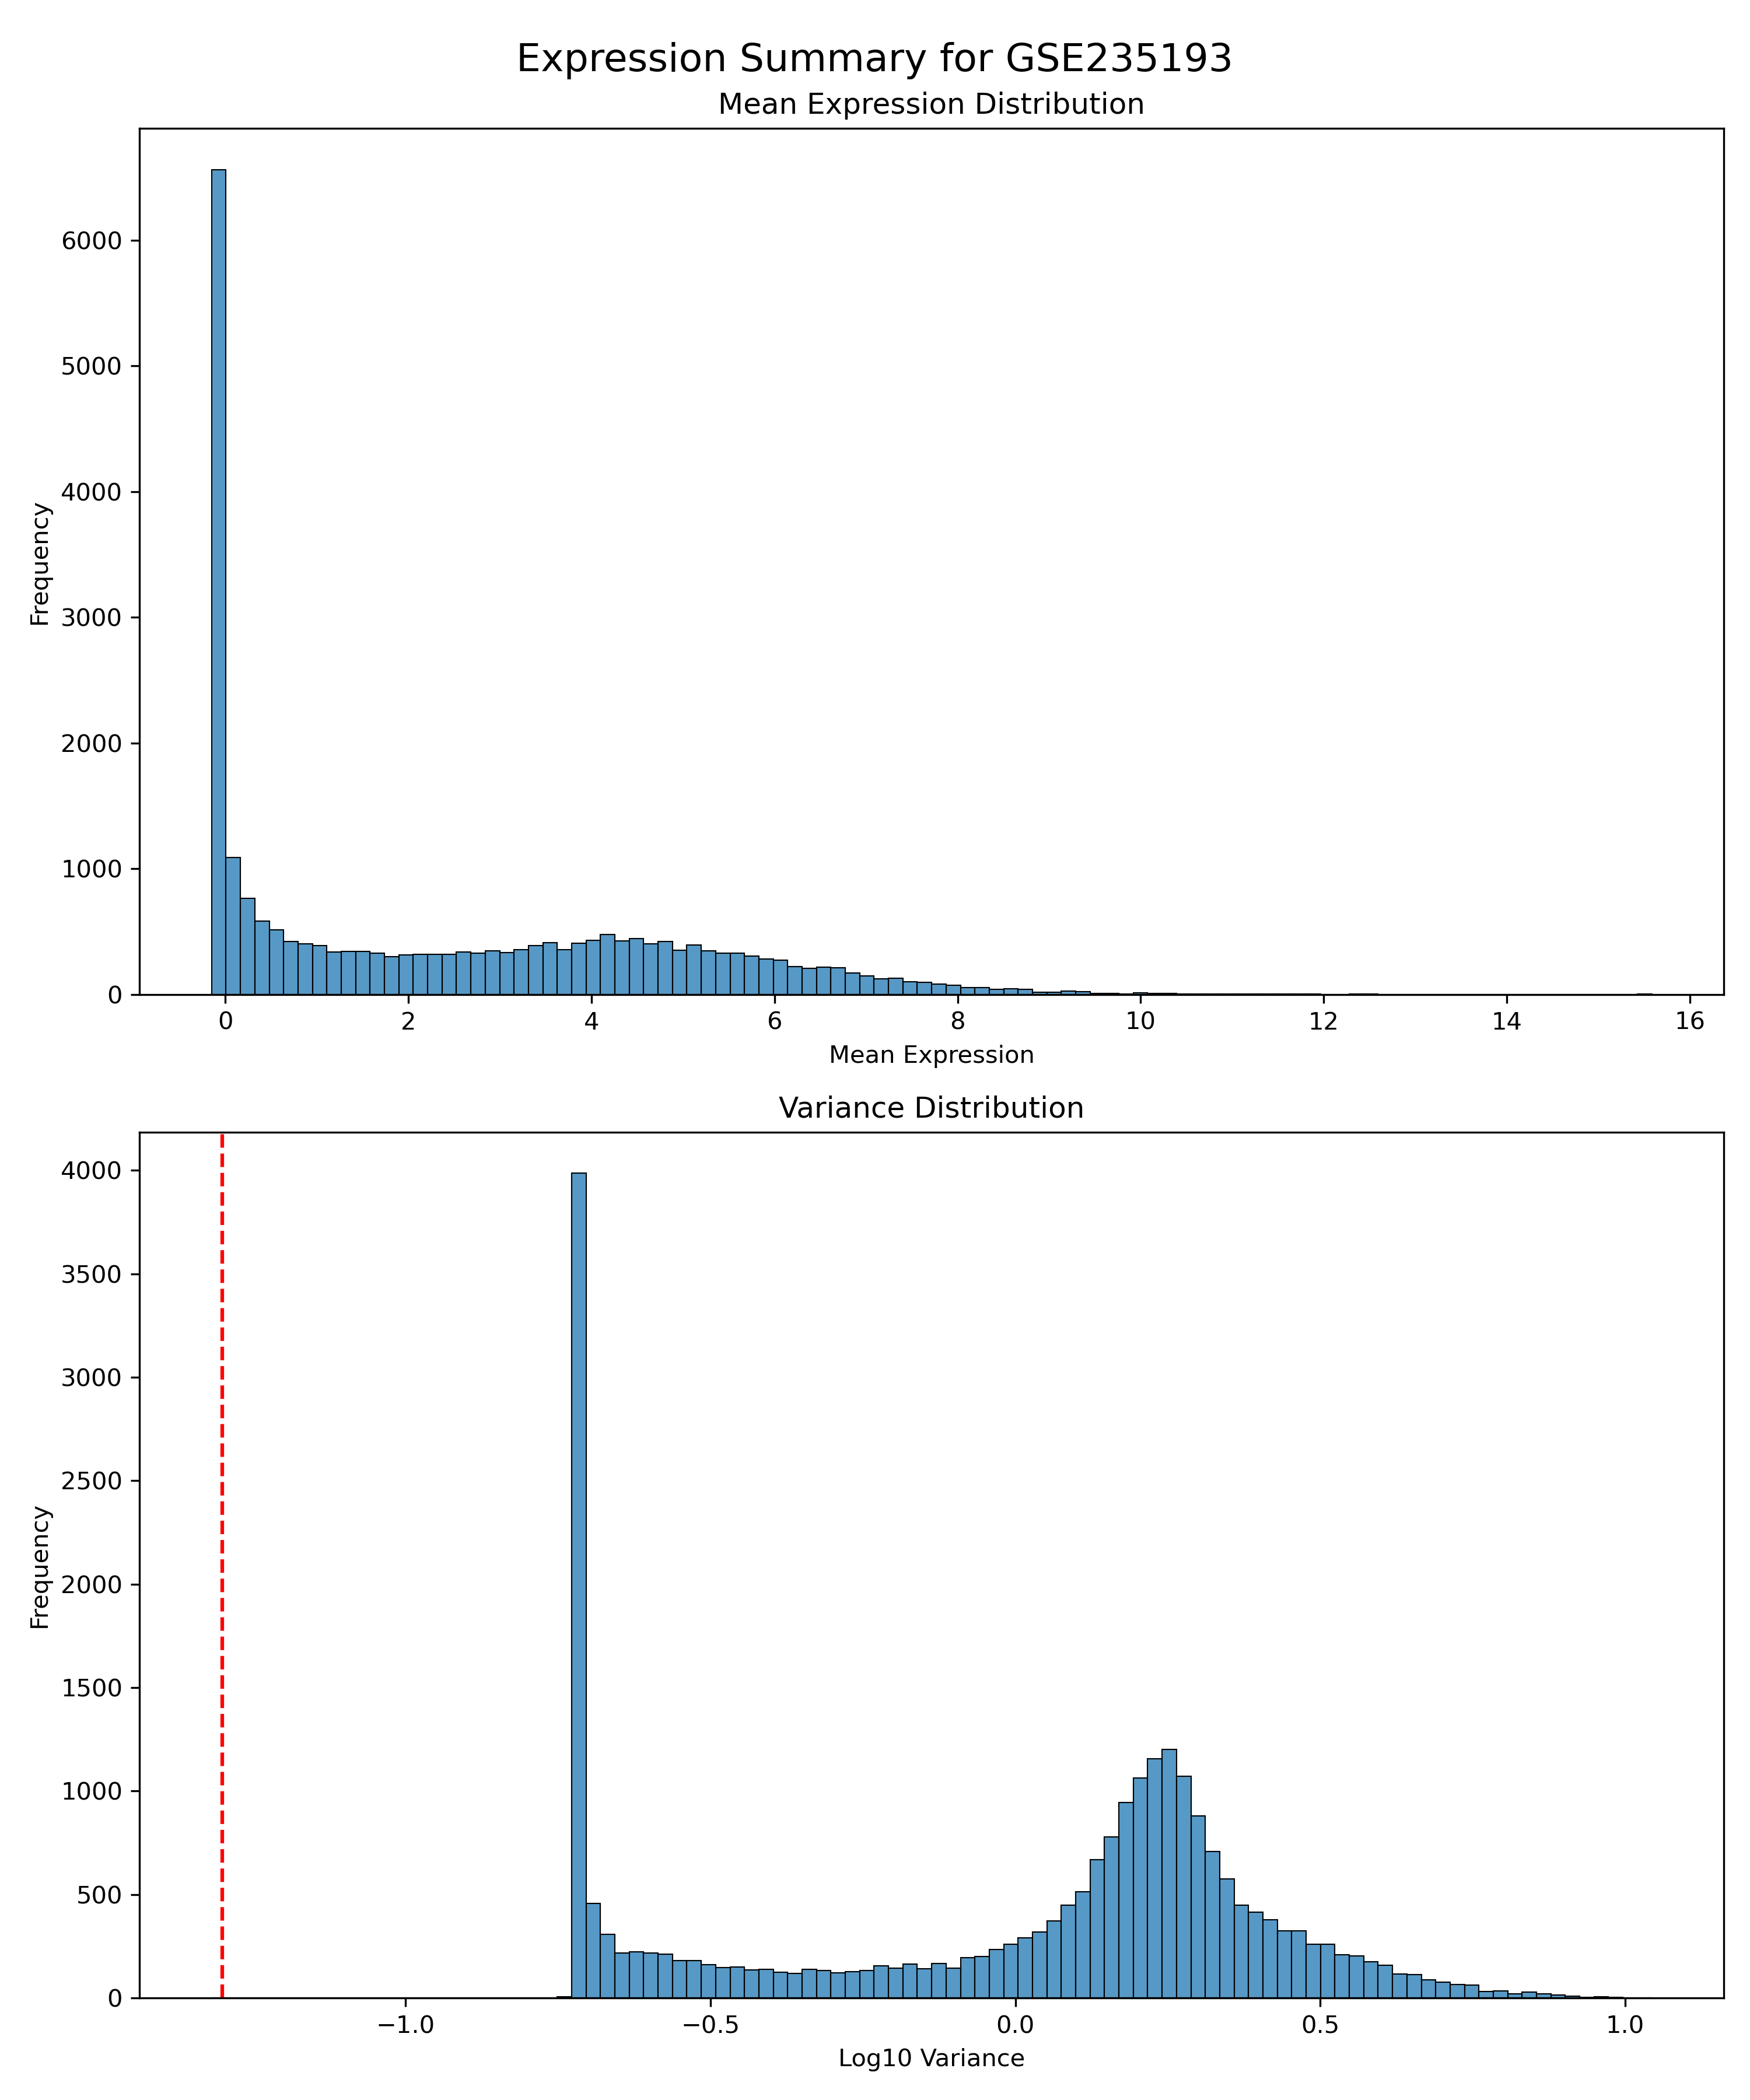 Expression Summary for GSE235193
Mean Expression Distribution
Frequency
6000
5000
4000
3000
2000
1000
0
0 2 4 6 8 10 12 14 16
Mean Expression
Variance Distribution
Frequency
4000
3500
3000
2500
2000
1500
1000
500
0
−1.0 −0.5 0.0 0.5 1.0
Log10 Variance